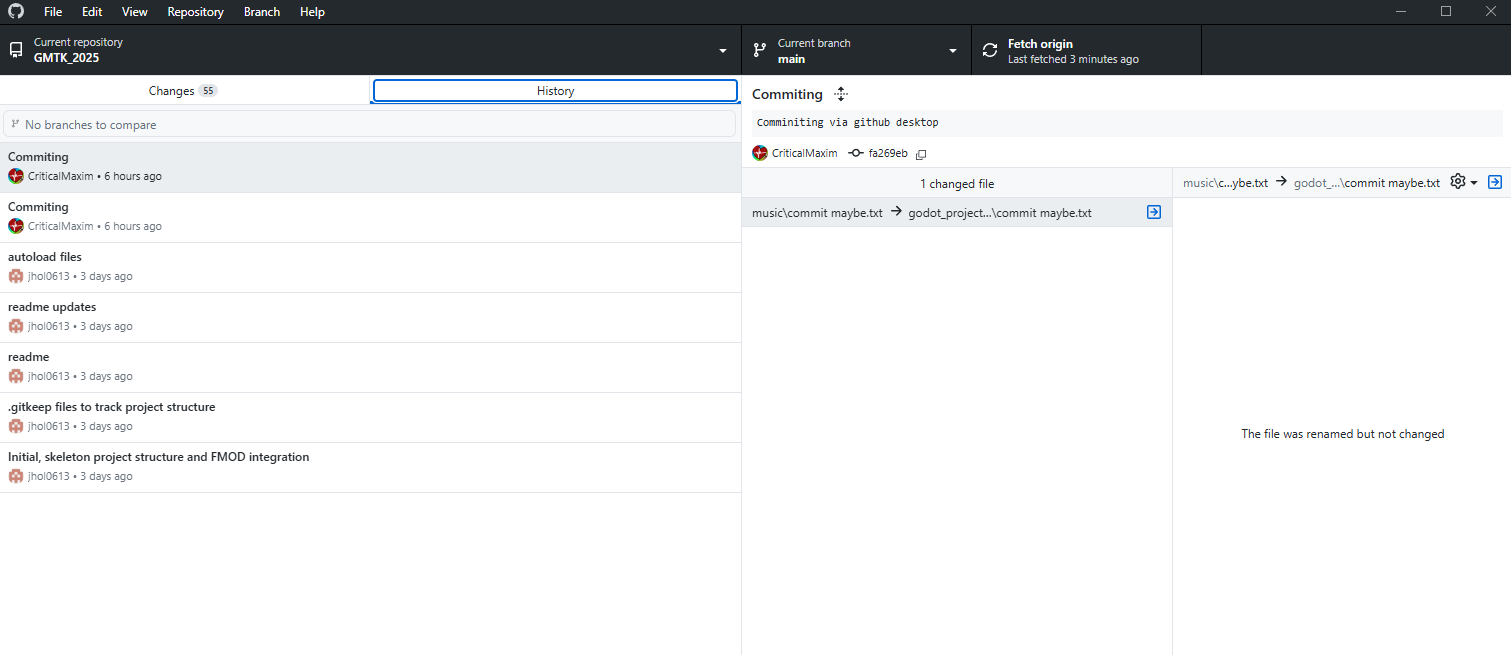 File Edit View Repository Branch Help
Current repository
GMTK_2025
Current branch
main
Fetch origin
Last fetched 3 minutes ago
Changes 55
History
No branches to compare
Commiting
CriticalMaxim • 6 hours ago
Commiting
CriticalMaxim • 6 hours ago
autoload files
jhol0613 • 3 days ago
readme updates
jhol0613 • 3 days ago
readme
jhol0613 • 3 days ago
.gitkeep files to track project structure
jhol0613 • 3 days ago
Initial, skeleton project structure and FMOD integration
jhol0613 • 3 days ago
Commiting
Comminiting via github desktop
CriticalMaxim fa269eb
1 changed file
music\commit maybe.txt → godot_project...\commit maybe.txt
music\c...ybe.txt → godot_...\commit maybe.txt
The file was renamed but not changed